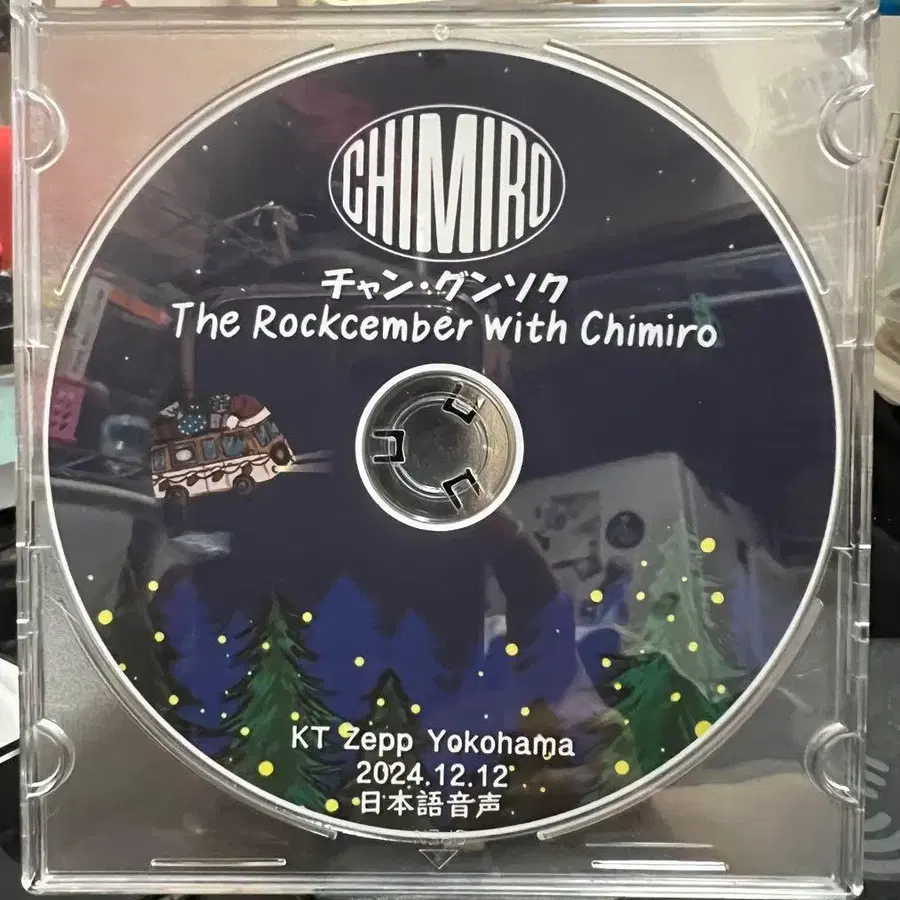 CHIMIRO
チャン・グンソク
The Rockcember with Chimiro
KT Zepp Yokohama
2024.12.12
日本語音声
OPEN